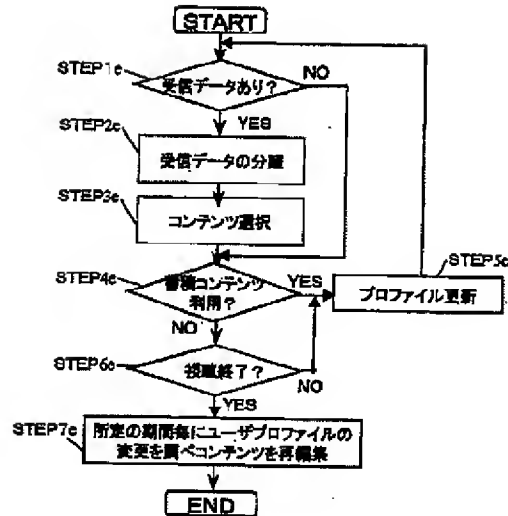 START
STEP1e
受信データあり?
NO
YES
STEP2e
受信データの分離
STEP3e
コンテンツ選択
STEP4e
蓄積コンテンツ
利用?
YES
STEP5e
プロファイル更新
NO
STEP6e
視聴終了?
NO
YES
STEP7e
所定の期間毎にユーザプロファイルの
変更を調べコンテンツを再編集
END